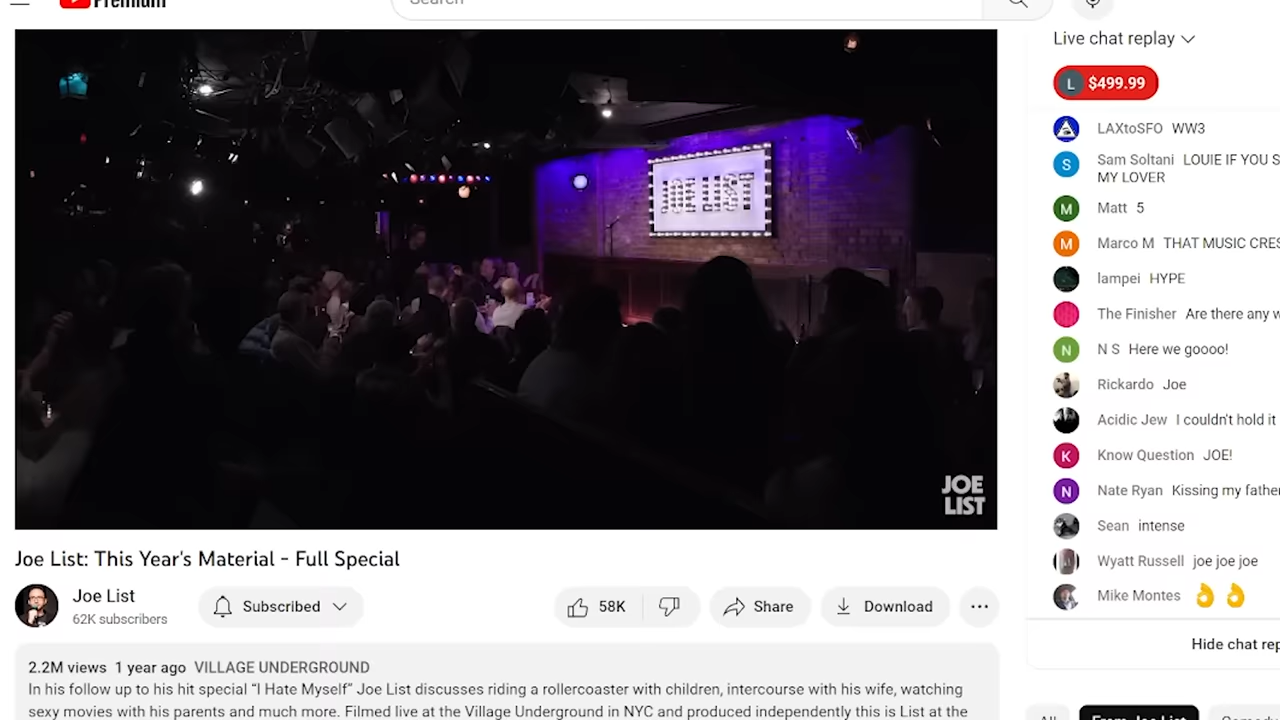 Premium
Search
JOE LIST
JOE
LIST
Joe List: This Year's Material - Full Special
Joe List
62K subscribers
Subscribed
58K
Share
Download
2.2M views 1 year ago VILLAGE UNDERGROUND
In his follow up to his hit special “I Hate Myself” Joe List discusses riding a rollercoaster with children, intercourse with his wife, watching
sexy movies with his parents and much more. Filmed live at the Village Underground in NYC and produced independently this is List at the
Live chat replay
L $499.99
LAXtoSFO WW3
S Sam Soltani LOUIE IF YOU S
MY LOVER
M Matt 5
M Marco M THAT MUSIC CRES
lampei HYPE
The Finisher Are there any w
N N S Here we goooo!
Rickardo Joe
Acidic Jew I couldn't hold it
K Know Question JOE!
N Nate Ryan Kissing my father
Sean intense
Wyatt Russell joe joe joe
Mike Montes 👌 👌
Hide chat rep
All From Joe List Comedy